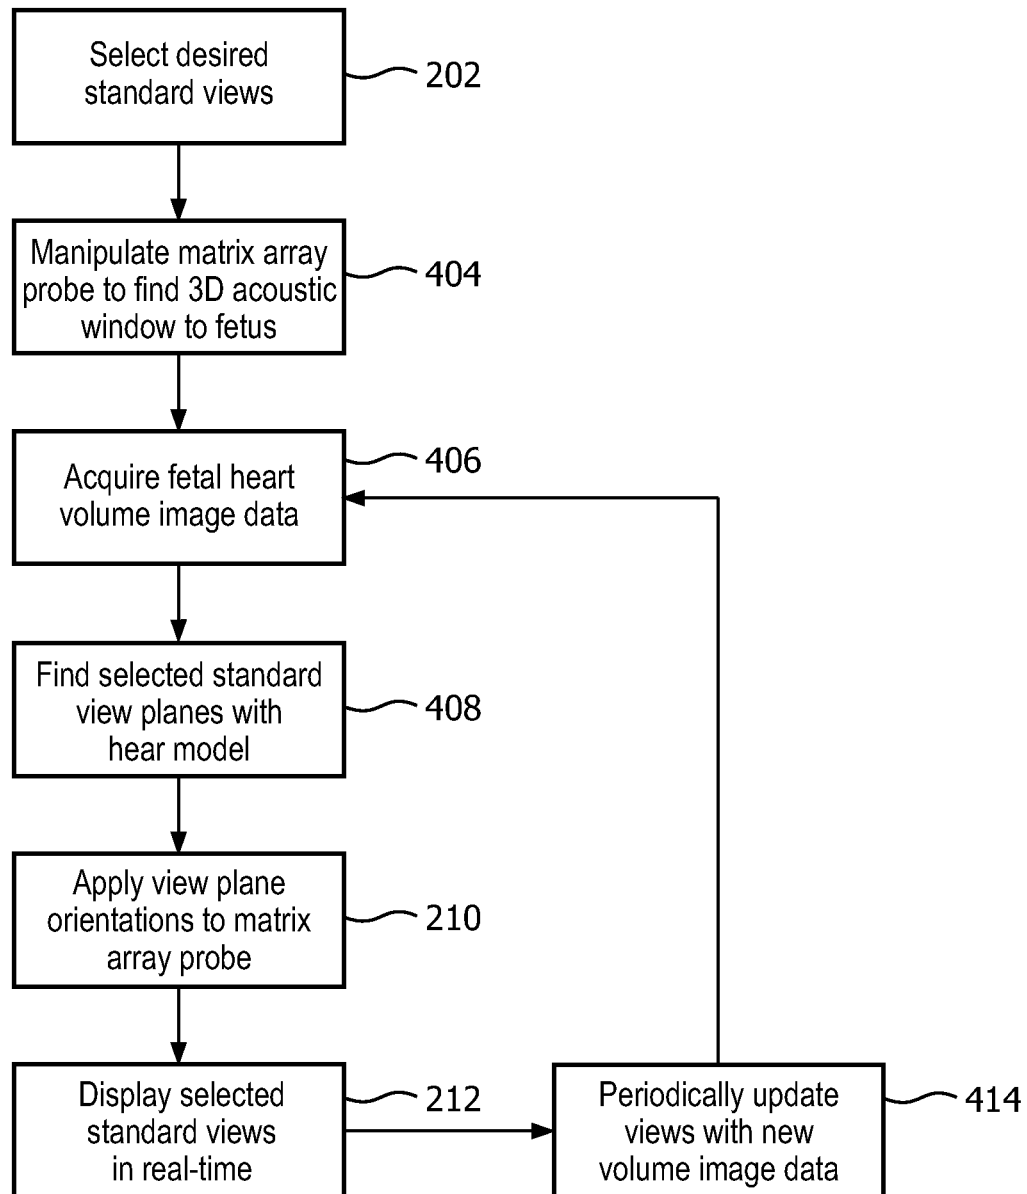 Select desired
standard views
202
Manipulate matrix array
probe to find 3D acoustic
window to fetus
404
Acquire fetal heart
volume image data
406
Find selected standard
view planes with
hear model
408
Apply view plane
orientations to matrix
array probe
210
Display selected
standard views
in real-time
212
Periodically update
views with new
volume image data
414